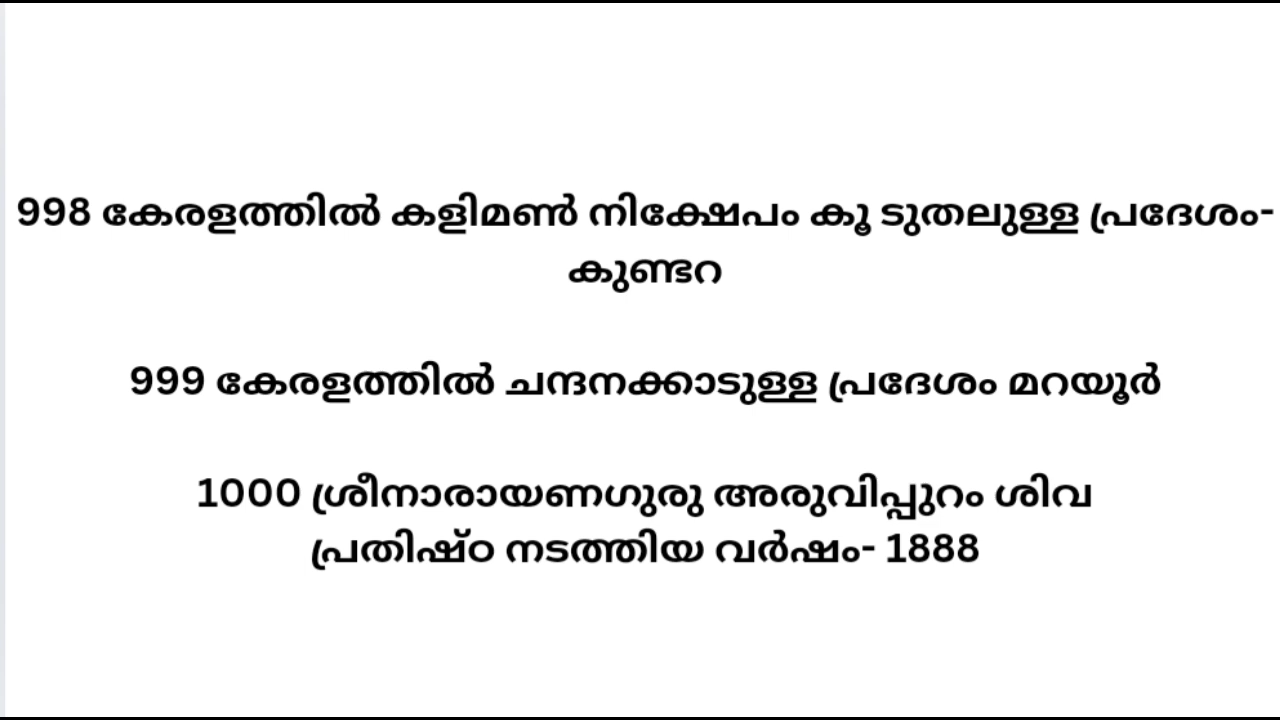 998 കേരളത്തിൽ കളിമൺ നിക്ഷേപം കൂ ടുതലുള്ള പ്രദേശം-
കുണ്ടറ
999 കേരളത്തിൽ ചന്ദനക്കാടുള്ള പ്രദേശം മറയൂർ
1000 ശ്രീനാരായണഗുരു അരുവിപ്പുറം ശിവ
പ്രതിഷ്ഠ നടത്തിയ വർഷം- 1888